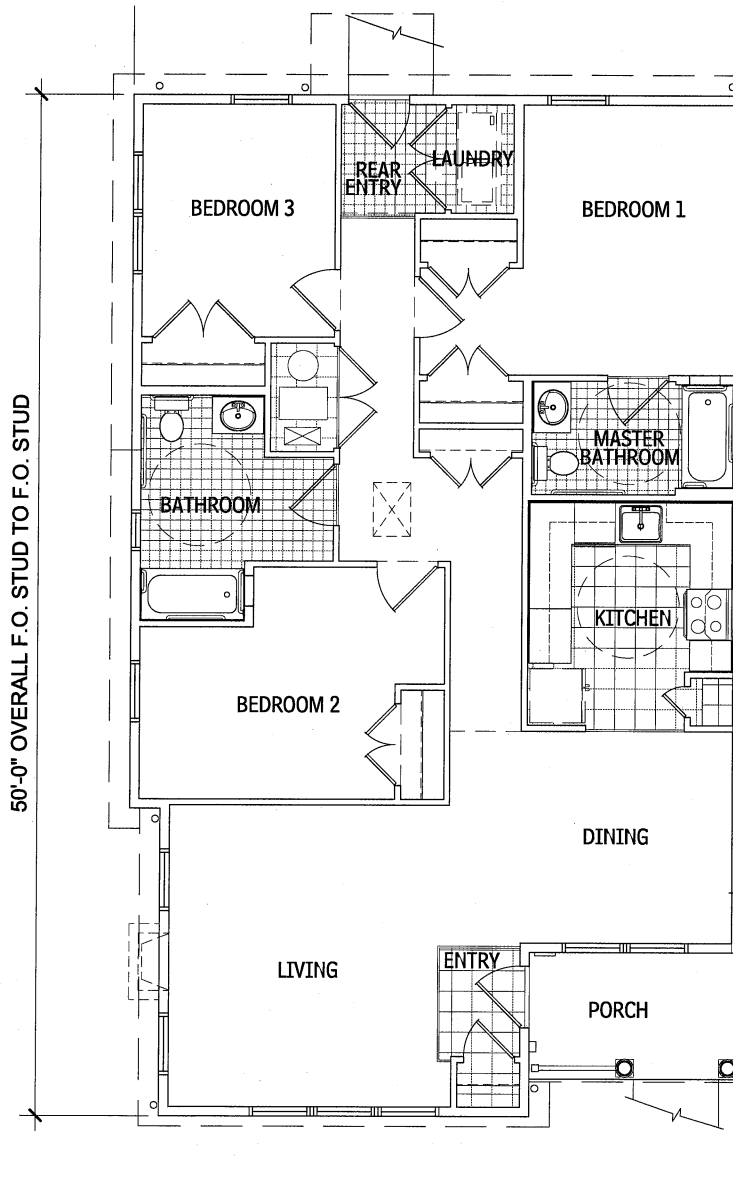 REAR
ENTRY
LAUNDRY
BEDROOM 3
BEDROOM 1
50'-0" OVERALL F.O. STUD TO F.O. STUD
MASTER
BATHROOM
BATHROOM
KITCHEN
BEDROOM 2
DINING
LIVING
ENTRY
PORCH